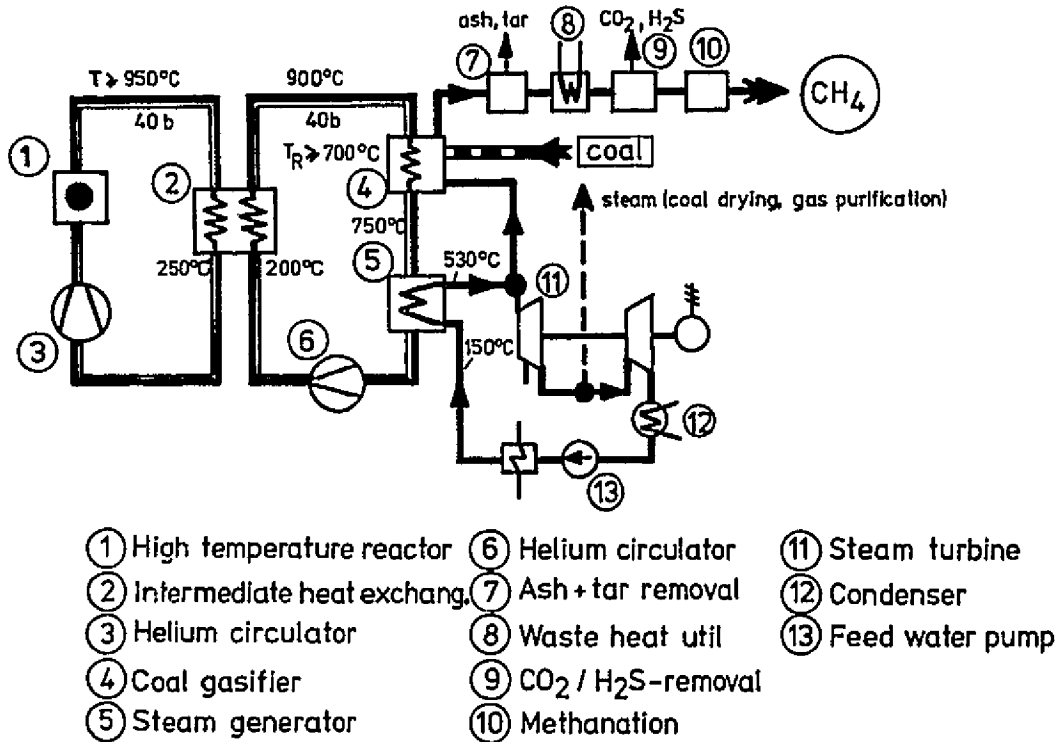 ash, tar
8
CO2, H2S
7
9
10
T ≥ 950°C
900°C
CH4
40b
40b
1
TR ≥ 700°C
coal
2
4
steam (coal drying, gas purification)
750°C
250°C
200°C
5
530°C
11
3
6
150°C
12
13
1 High temperature reactor
2 Intermediate heat exchang.
3 Helium circulator
4 Coal gasifier
5 Steam generator
6 Helium circulator
7 Ash + tar removal
8 Waste heat util
9 CO2 / H2S-removal
10 Methanation
11 Steam turbine
12 Condenser
13 Feed water pump